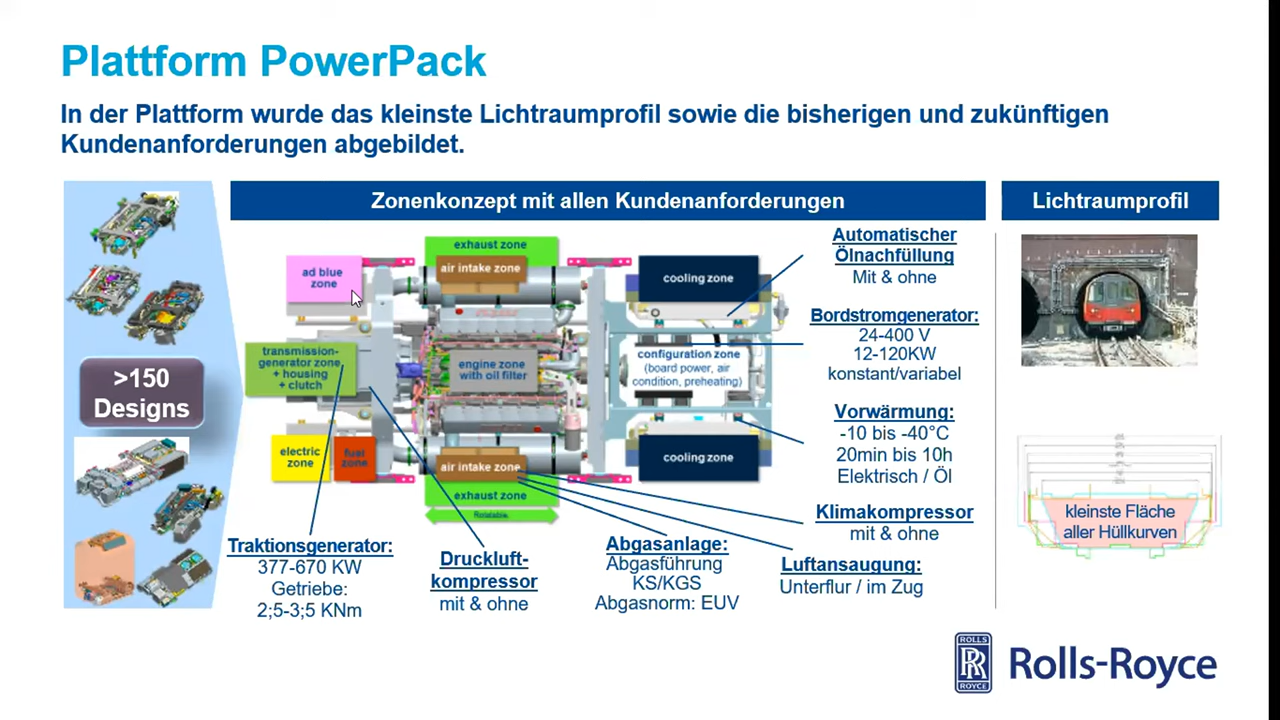 Plattform PowerPack
In der Plattform wurde das kleinste Lichtraumprofil sowie die bisherigen und zukünftigen
Kundenanforderungen abgebildet.
>150
Designs
Zonenkonzept mit allen Kundenanforderungen
ad blue
zone
exhaust zone
air intake zone
cooling zone
transmission-
generator zone
+ housing
+ clutch
engine zone
with oil filter
configuration zone
(board power, air
condition, preheating)
electric
zone
fuel
zone
air intake zone
exhaust zone
Rotatable
cooling zone
Automatischer
Ölnachfüllung
Mit & ohne
Bordstromgenerator:
24-400 V
12-120KW
konstant/variabel
Vorwärmung:
-10 bis -40°C
20min bis 10h
Elektrisch / Öl
Klimakompressor
mit & ohne
Luftansaugung:
Unterflur / im Zug
Abgasanlage:
Abgasführung
KS/KGS
Abgasnorm: EUV
Druckluft-
kompressor
mit & ohne
Traktionsgenerator:
377-670 KW
Getriebe:
2;5-3;5 KNm
Lichtraumprofil
kleinste Fläche
aller Hüllkurven
ROLLS
RR
ROYCE
Rolls-Royce